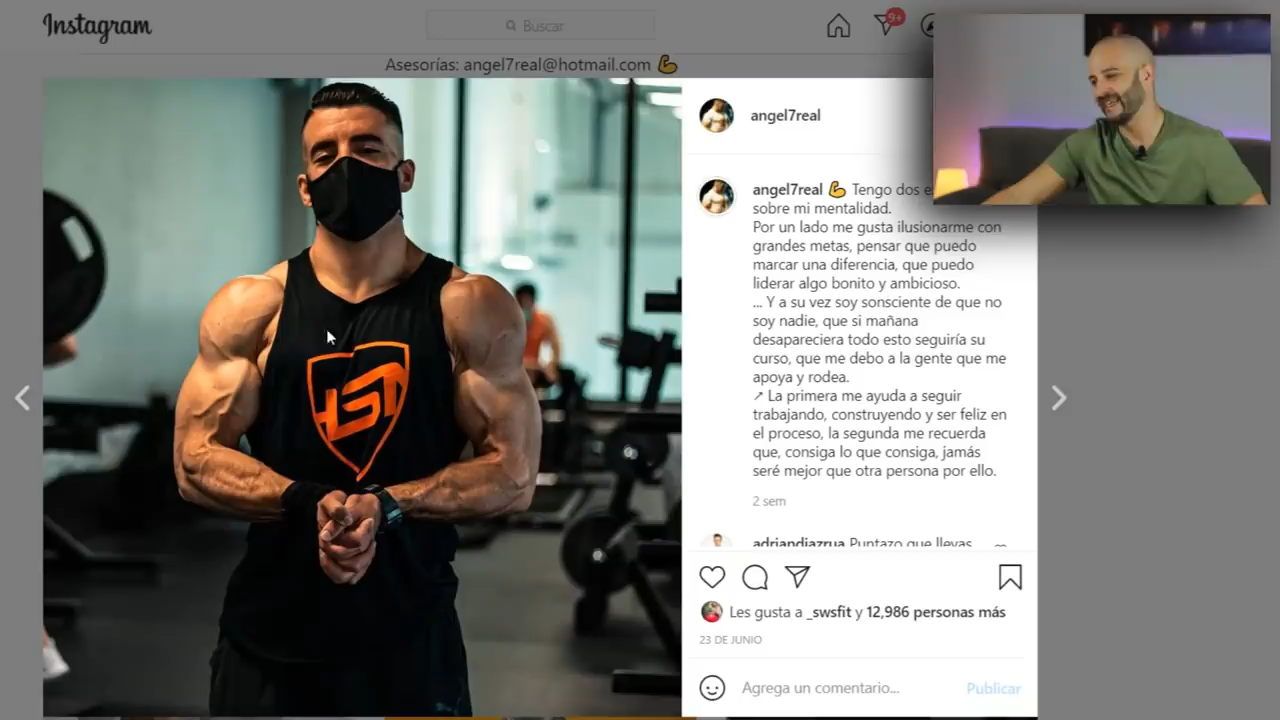 Instagram
Buscar
9+
Asesorías: angel7real@hotmail.com 💪
HSN
angel7real
angel7real 💪 Tengo dos
sobre mi mentalidad.
Por un lado me gusta ilusionarme con
grandes metas, pensar que puedo
marcar una diferencia, que puedo
liderar algo bonito y ambicioso.
... Y a su vez soy sonsciente de que no
soy nadie, que si mañana
desapareciera todo esto seguiría su
curso, que me debo a la gente que me
apoya y rodea.
↗ La primera me ayuda a seguir
trabajando, construyendo y ser feliz en
el proceso, la segunda me recuerda
que, consiga lo que consiga, jamás
seré mejor que otra persona por ello.
2 sem
adriandiazrua Puntazo que llevas
Les gusta a _swsfit y 12,986 personas más
23 DE JUNIO
Agrega un comentario...
Publicar